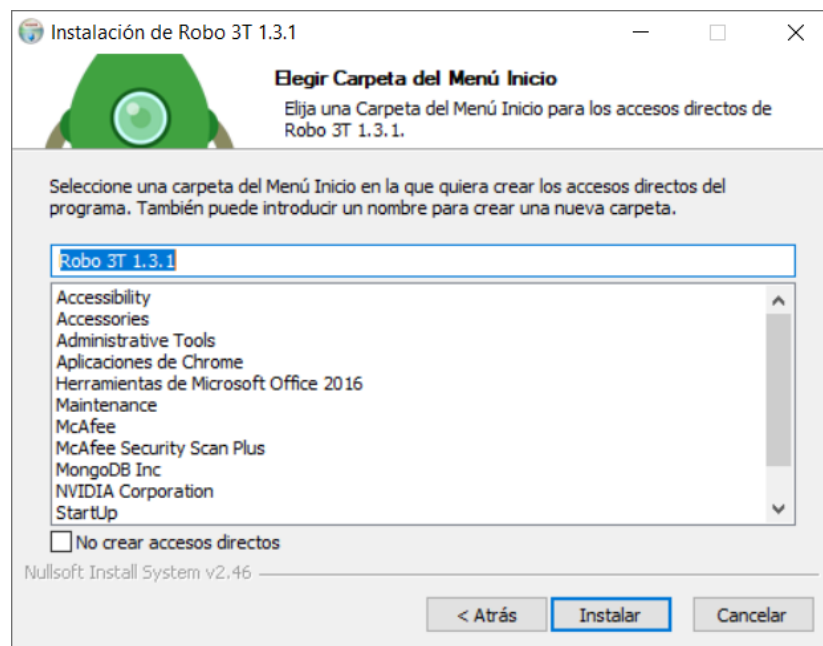 Instalación de Robo 3T 1.3.1
Elegir Carpeta del Menú Inicio
Elija una Carpeta del Menú Inicio para los accesos directos de
Robo 3T 1.3.1.
Seleccione una carpeta del Menú Inicio en la que quiera crear los accesos directos del
programa. También puede introducir un nombre para crear una nueva carpeta.
Robo 3T 1.3.1
Accessibility
Accessories
Administrative Tools
Aplicaciones de Chrome
Herramientas de Microsoft Office 2016
Maintenance
McAfee
McAfee Security Scan Plus
MongoDB Inc
NVIDIA Corporation
StartUp
No crear accesos directos
Nullsoft Install System v2.46
< Atrás Instalar Cancelar